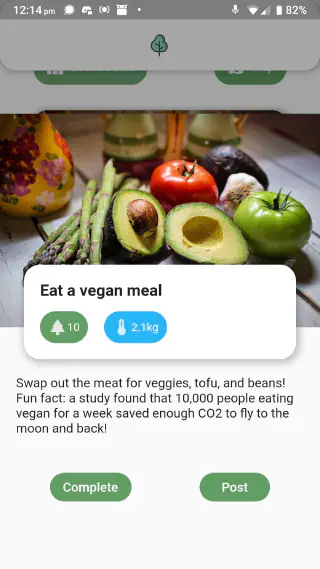 12:14 pm
82%
Eat a vegan meal
10
2.1kg
Swap out the meat for veggies, tofu, and beans!
Fun fact: a study found that 10,000 people eating
vegan for a week saved enough CO2 to fly to the
moon and back!
Complete
Post